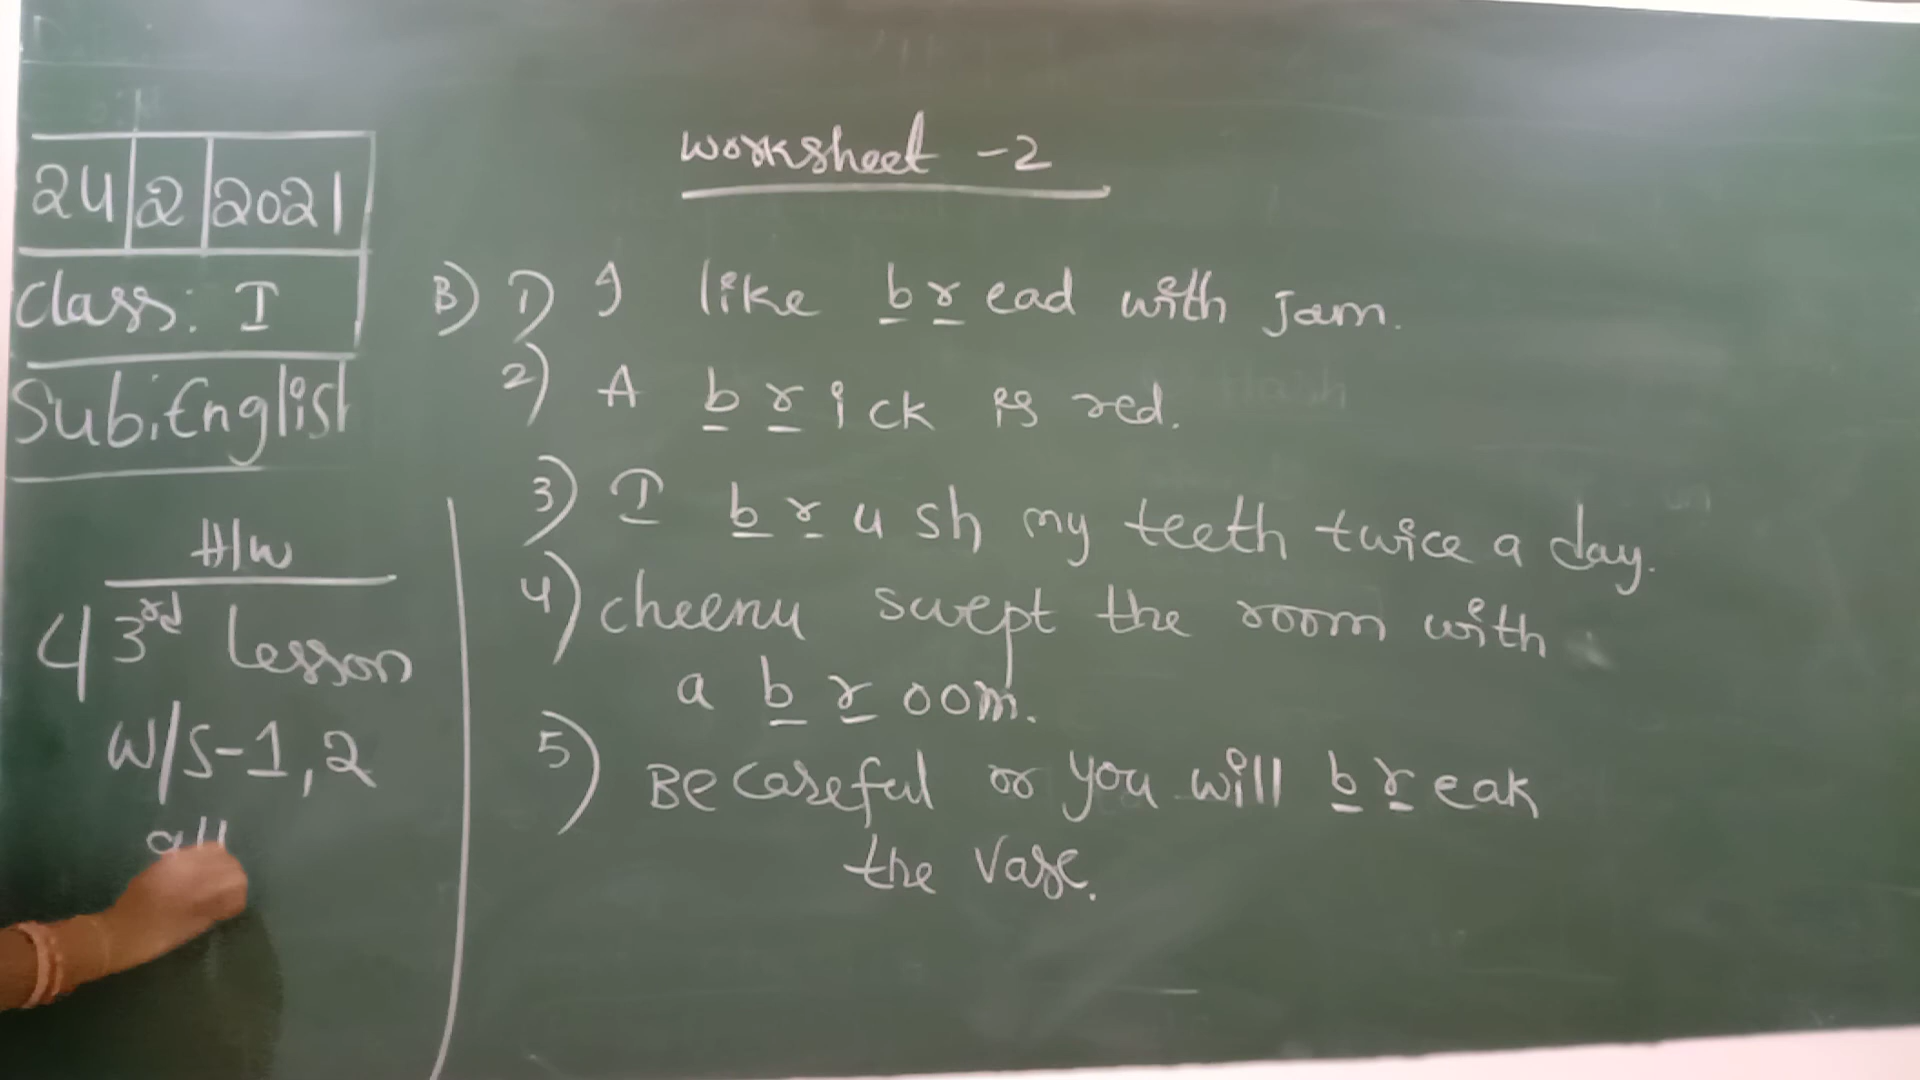 worksheet - 2
24|2|2021
Class: I
Sub: English
B) 1) I like bread with Jam.
2) A brick is red.
3) I brush my teeth twice a day.
4) cheenu swept the room with
a broom.
5) Be careful or you will break
the vase.
H/W
3rd Lesson
W/S-1,2
all